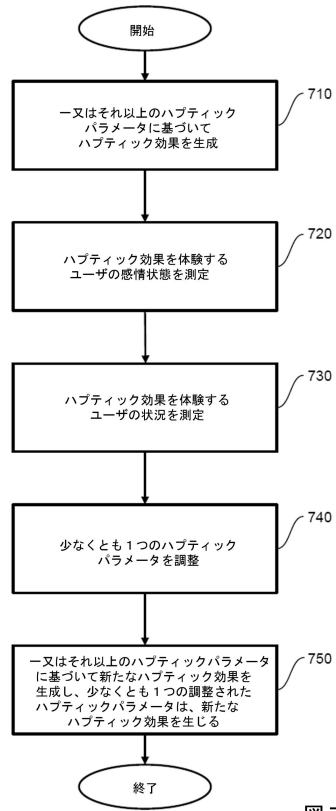 開始
710
一又はそれ以上のハプティック
パラメータに基づいて
ハプティック効果を生成
720
ハプティック効果を体験する
ユーザの感情状態を測定
730
ハプティック効果を体験する
ユーザの状況を測定
740
少なくとも1つのハプティック
パラメータを調整
750
一又はそれ以上のハプティックパラメータ
に基づいて新たなハプティック効果を
生成し、少なくとも1つの調整された
ハプティックパラメータは、新たな
ハプティック効果を生じる
終了